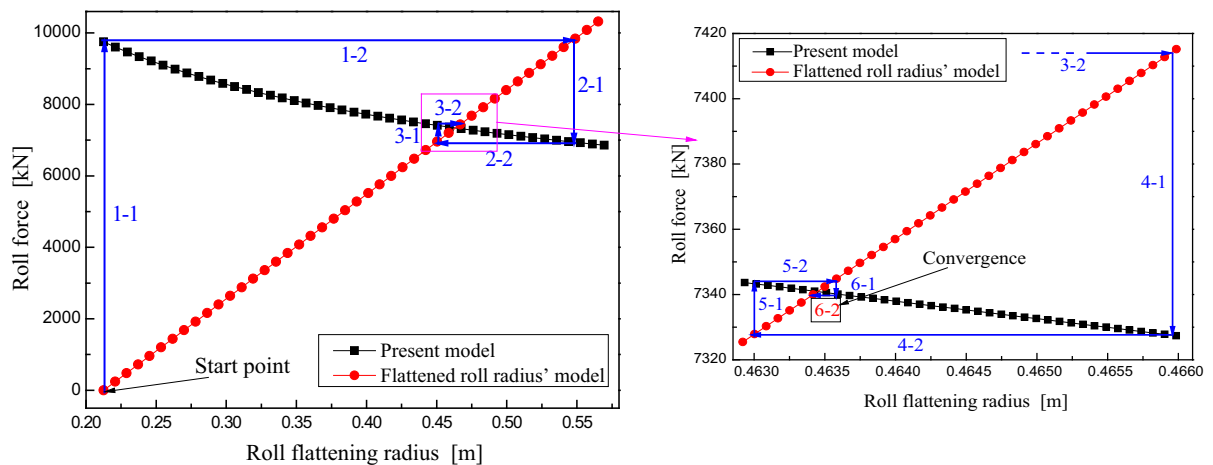 10000
8000
6000
4000
2000
0
Roll force [kN]
1-2
2-1
3-2
3-1
2-2
1-1
Start point
Present model
Flattened roll radius' model
0.20 0.25 0.30 0.35 0.40 0.45 0.50 0.55
Roll flattening radius [m]
7420
7400
7380
7360
7340
7320
Roll force [kN]
Present model
Flattened roll radius' model
3-2
4-1
Convergence
5-2
6-1
5-1
6-2
4-2
0.4630 0.4635 0.4640 0.4645 0.4650 0.4655 0.4660
Roll flattening radius [m]